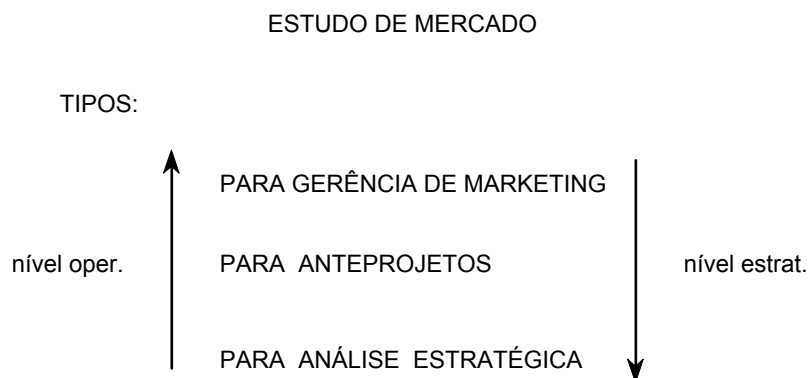 ESTUDO DE MERCADO
TIPOS:
PARA GERÊNCIA DE MARKETING
nível oper. PARA ANTEPROJETOS nível estrat.
PARA ANÁLISE ESTRATÉGICA